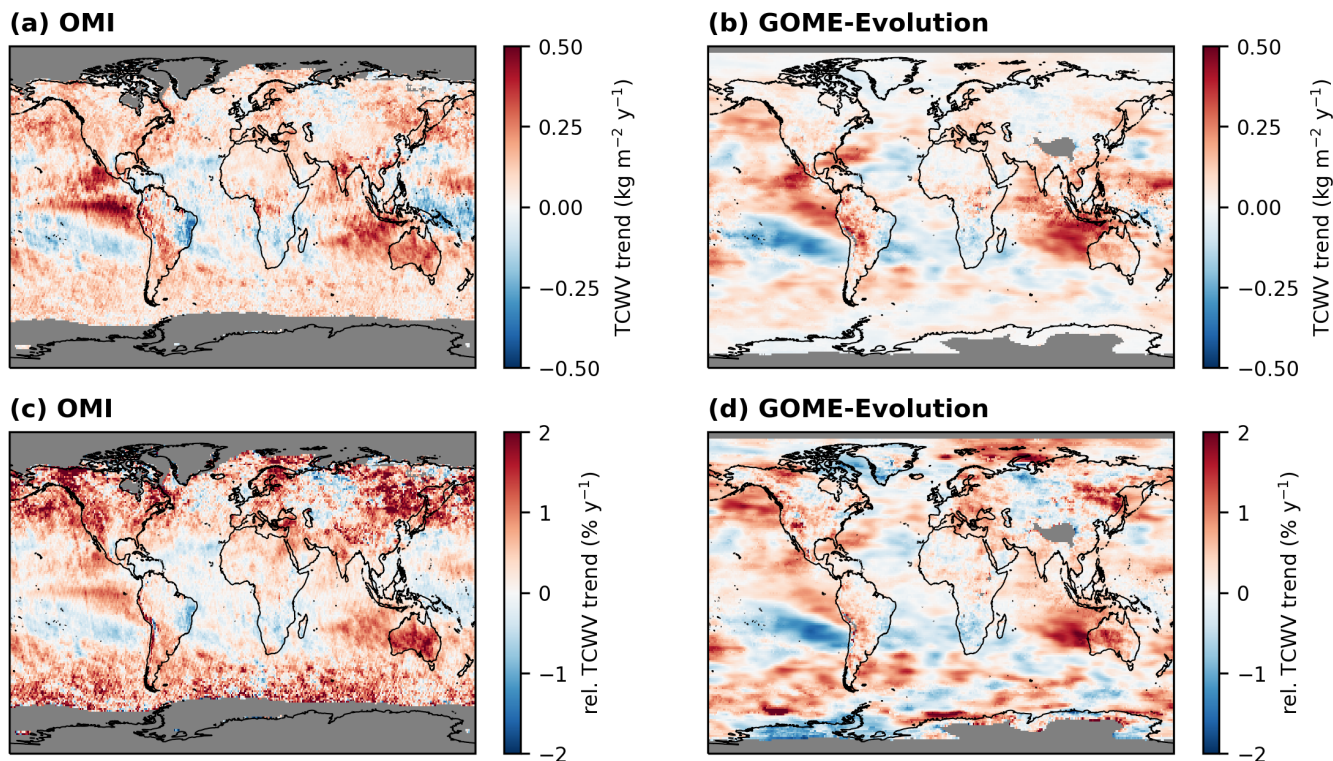 (a) OMI
0.50
0.25
0.00
−0.25
−0.50
TCWV trend (kg m⁻² y⁻¹)
(b) GOME-Evolution
0.50
0.25
0.00
−0.25
−0.50
TCWV trend (kg m⁻² y⁻¹)
(c) OMI
2
1
0
−1
−2
rel. TCWV trend (% y⁻¹)
(d) GOME-Evolution
2
1
0
−1
−2
rel. TCWV trend (% y⁻¹)